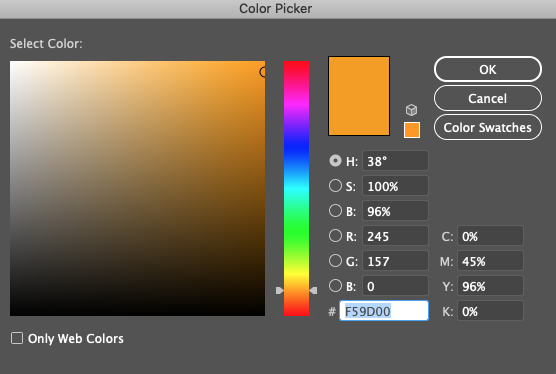 Color Picker
Select Color:
OK
Cancel
Color Swatches
H: 38°
S: 100%
B: 96%
R: 245 C: 0%
G: 157 M: 45%
B: 0 Y: 96%
# F59D00 K: 0%
Only Web Colors